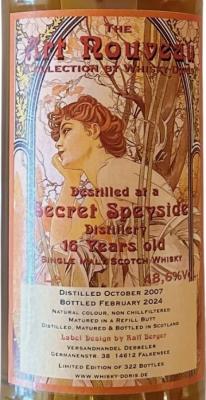 THE
Art Nouveau
COLLECTION BY WHISKY-DORIS
Destilled at a
Secret Speyside
Distillery
16 Years old
SINGLE MALT SCOTCH WHISKY
48,6%
DISTILLED OCTOBER 2007
BOTTLED FEBRUARY 2024
NATURAL COLOUR, NON CHILLFILTERED
MATURED IN A REFILL BUTT
DISTILLED, MATURED & BOTTLED IN SCOTLAND
Label Design by Ralf Berger
VERSANDHANDEL DEBBELER
GERMANENSTR. 38 14612 FALKENSEE
LIMITED EDITION OF 322 BOTTLES
WWW.WHISKY-DORIS.DE